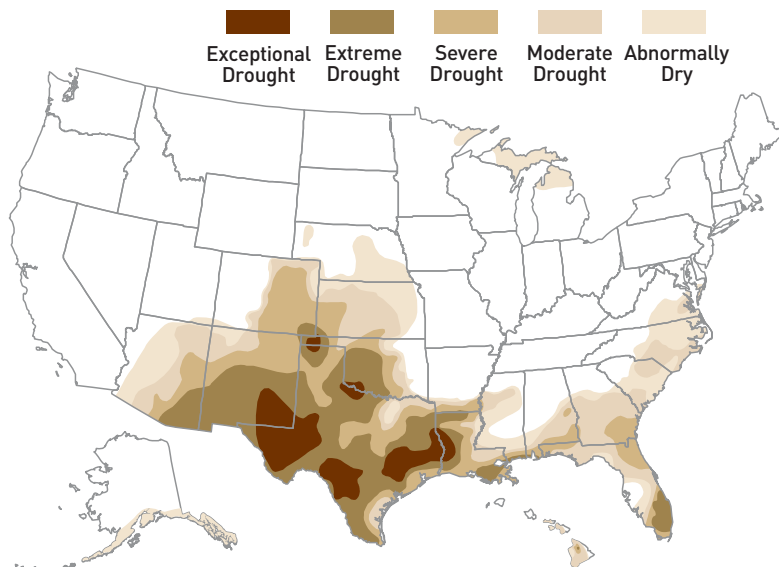 Exceptional Drought
Extreme Drought
Severe Drought
Moderate Drought
Abnormally Dry